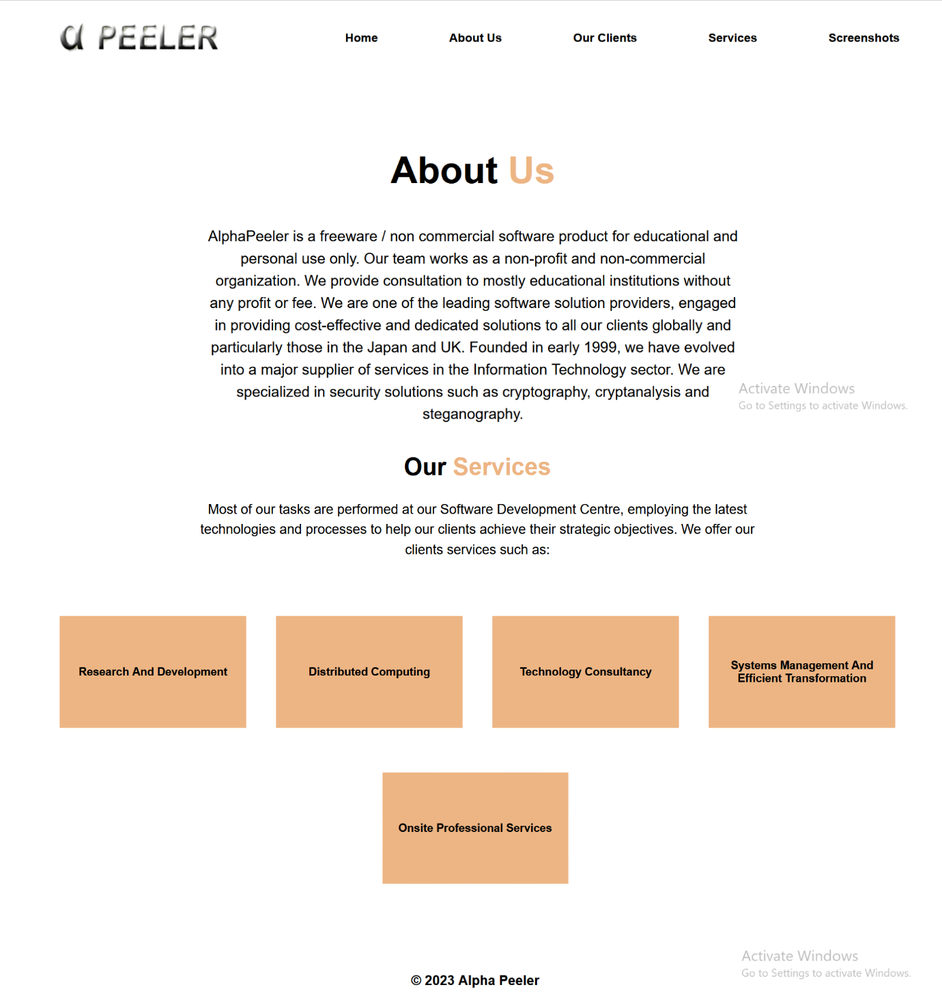 α PEELER
Home
About Us
Our Clients
Services
Screenshots
About Us
AlphaPeeler is a freeware / non commercial software product for educational and
personal use only. Our team works as a non-profit and non-commercial
organization. We provide consultation to mostly educational institutions without
any profit or fee. We are one of the leading software solution providers, engaged
in providing cost-effective and dedicated solutions to all our clients globally and
particularly those in the Japan and UK. Founded in early 1999, we have evolved
into a major supplier of services in the Information Technology sector. We are
specialized in security solutions such as cryptography, cryptanalysis and
steganography.
Activate Windows
Go to Settings to activate Windows.
Our Services
Most of our tasks are performed at our Software Development Centre, employing the latest
technologies and processes to help our clients achieve their strategic objectives. We offer our
clients services such as:
Research And Development
Distributed Computing
Technology Consultancy
Systems Management And
Efficient Transformation
Onsite Professional Services
Activate Windows
Go to Settings to activate Windows.
© 2023 Alpha Peeler